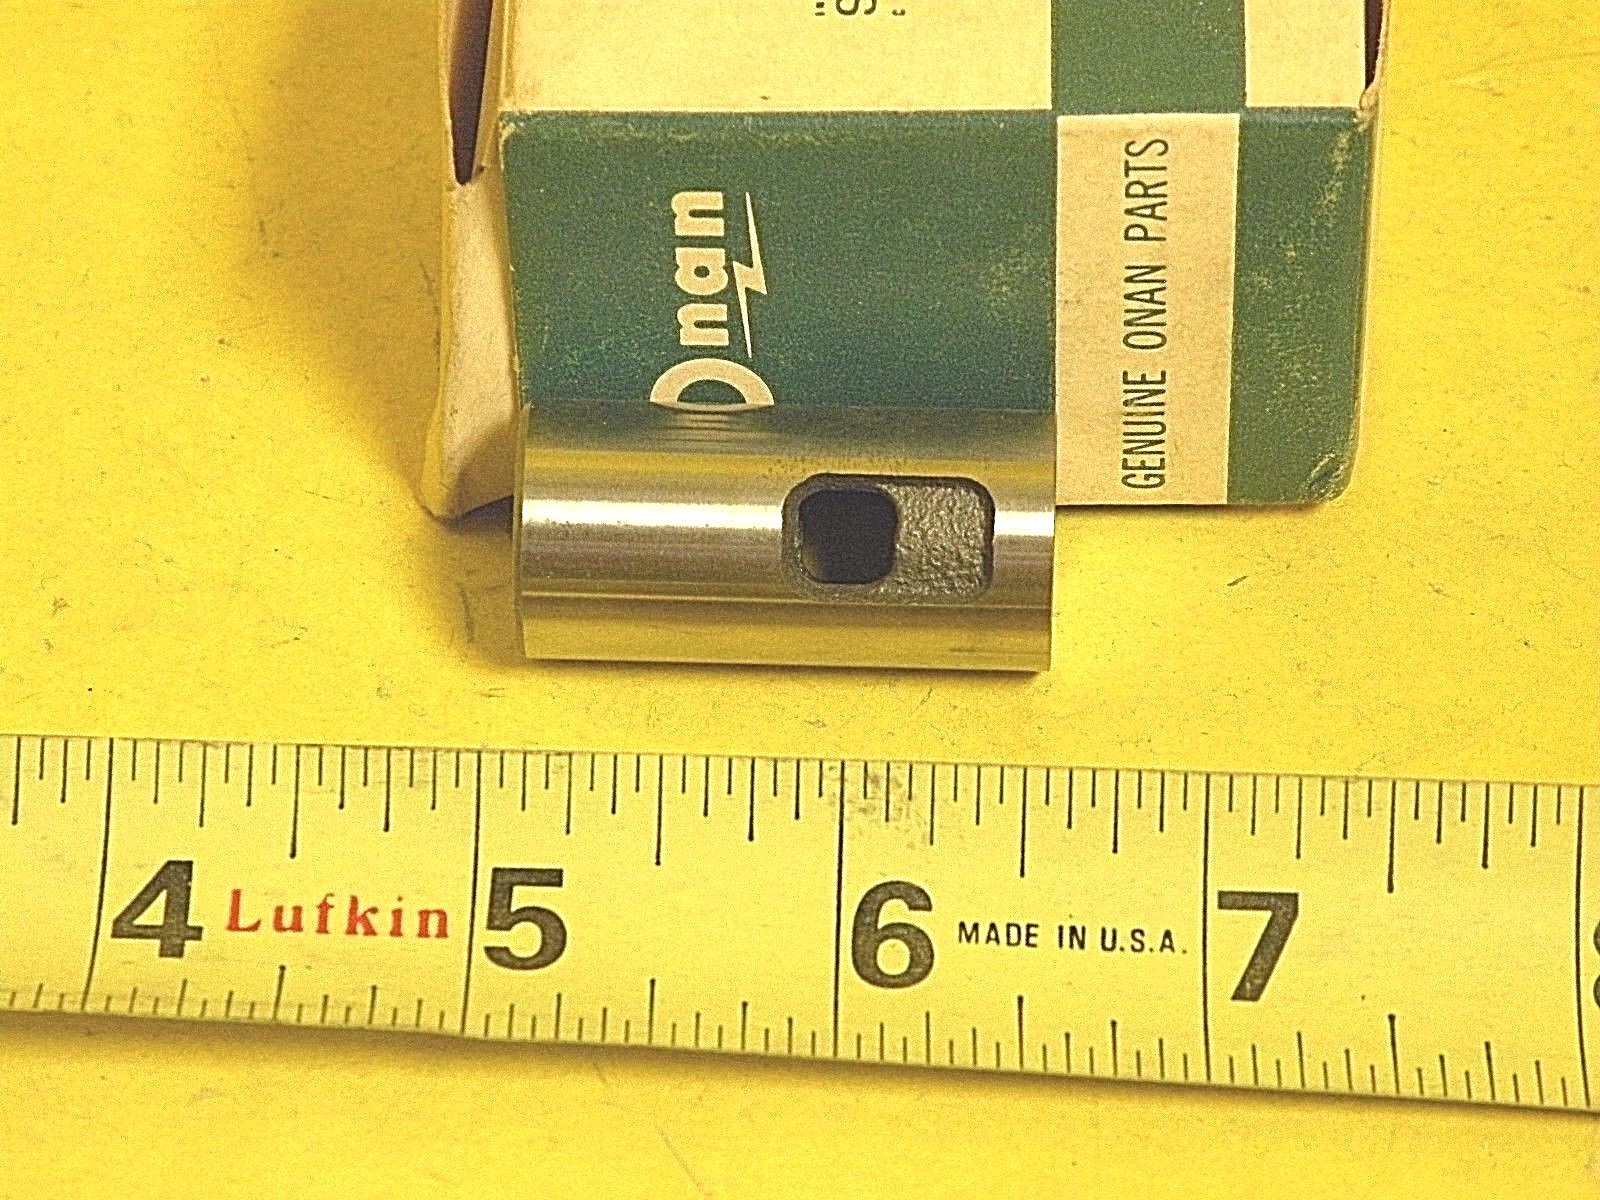 Onan
GENUINE ONAN PARTS
4 Lufkin 5 6 MADE IN U.S.A. 7